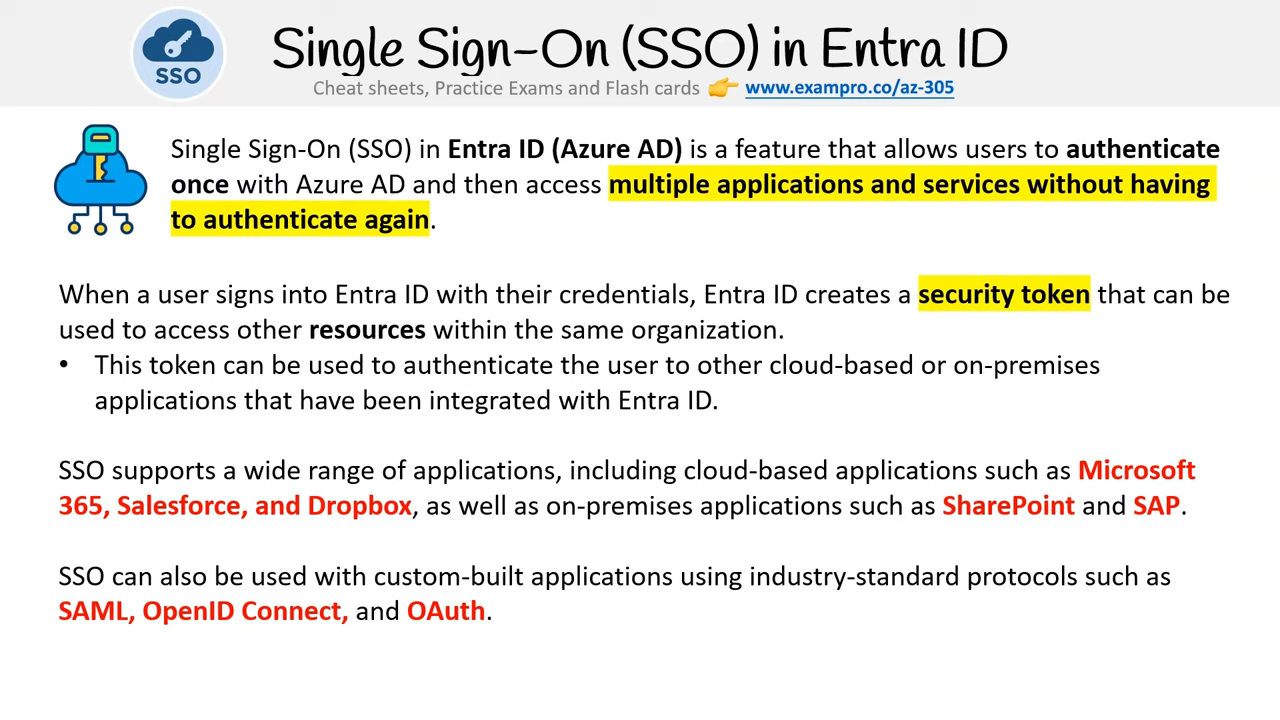 SSO
Single Sign-On (SSO) in Entra ID
Cheat sheets, Practice Exams and Flash cards 👉 www.exampro.co/az-305
Single Sign-On (SSO) in Entra ID (Azure AD) is a feature that allows users to authenticate
once with Azure AD and then access multiple applications and services without having
to authenticate again.
When a user signs into Entra ID with their credentials, Entra ID creates a security token that can be
used to access other resources within the same organization.
• This token can be used to authenticate the user to other cloud-based or on-premises
applications that have been integrated with Entra ID.
SSO supports a wide range of applications, including cloud-based applications such as Microsoft
365, Salesforce, and Dropbox, as well as on-premises applications such as SharePoint and SAP.
SSO can also be used with custom-built applications using industry-standard protocols such as
SAML, OpenID Connect, and OAuth.